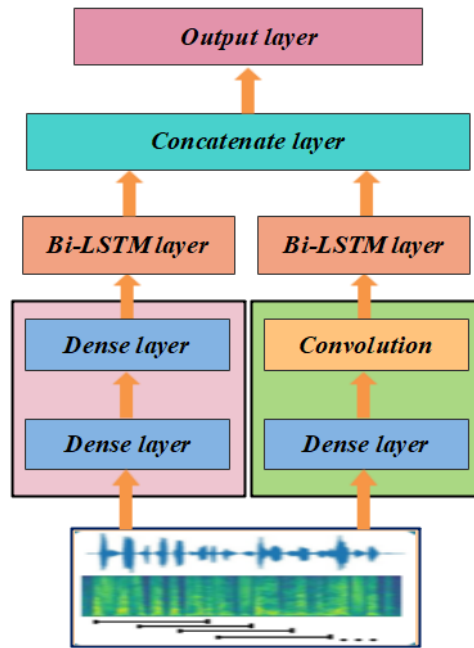 Output layer
Concatenate layer
Bi-LSTM layer
Bi-LSTM layer
Dense layer
Convolution
Dense layer
Dense layer